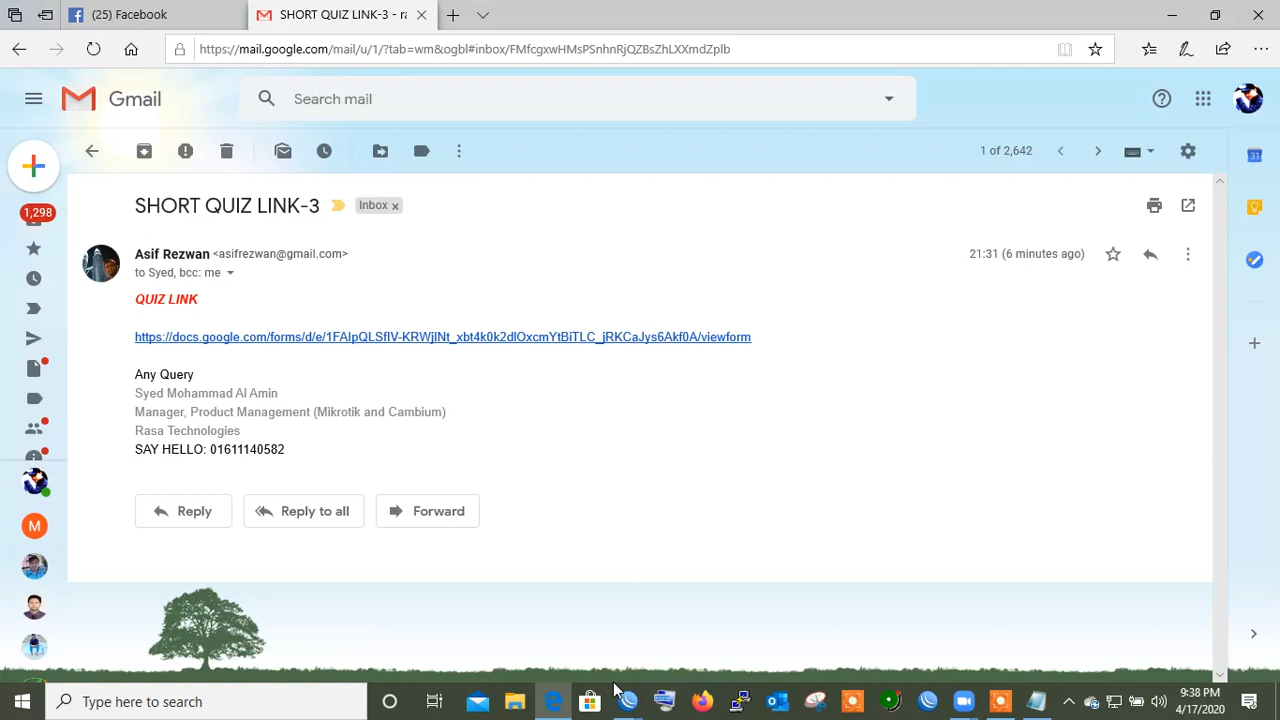 (25) Facebook
SHORT QUIZ LINK-3 - ra
https://mail.google.com/mail/u/1/?tab=wm&ogbl#inbox/FMfcgxwHMsPSnhnRjQZBsZhLXXmdZplb
Gmail
Search mail
1 of 2,642
1,298
SHORT QUIZ LINK-3
Inbox x
Asif Rezwan <asifrezwan@gmail.com>
21:31 (6 minutes ago)
to Syed, bcc: me
QUIZ LINK
https://docs.google.com/forms/d/e/1FAIpQLSfIV-KRWjINt_xbt4k0k2dlOxcmYtBiTLC_jRKCaJys6Akf0A/viewform
Any Query
Syed Mohammad Al Amin
Manager, Product Management (Mikrotik and Cambium)
Rasa Technologies
SAY HELLO: 01611140582
Reply
Reply to all
Forward
31
M
Type here to search
9:38 PM
4/17/2020